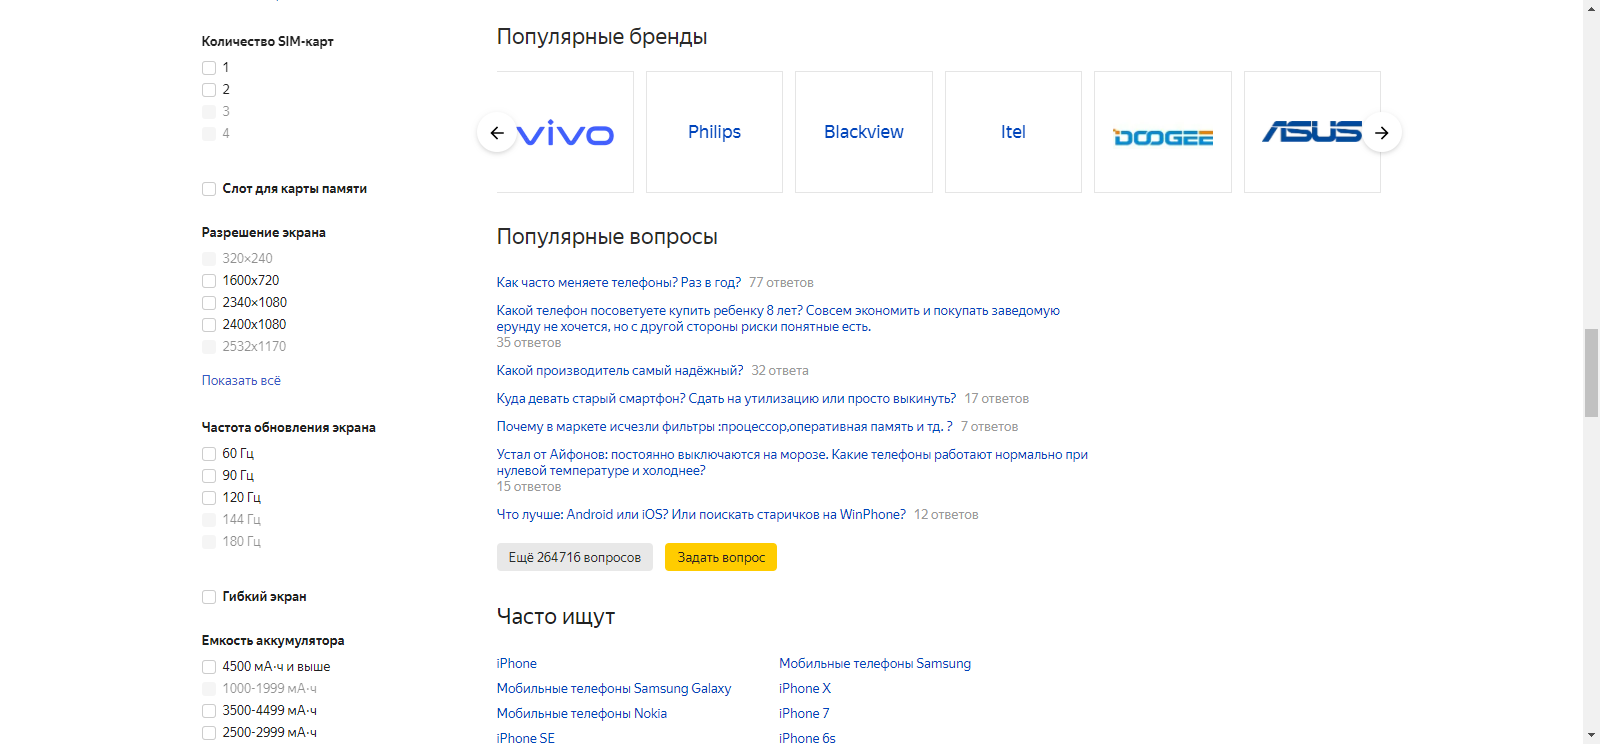 Количество SIM-карт
1
2
3
4
Слот для карты памяти
Разрешение экрана
320×240
1600x720
2340×1080
2400x1080
2532x1170
Показать всё
Частота обновления экрана
60 Гц
90 Гц
120 Гц
144 Гц
180 Гц
Гибкий экран
Емкость аккумулятора
4500 мА⋅ч и выше
1000-1999 мА⋅ч
3500-4499 мА⋅ч
2500-2999 мА⋅ч
Популярные бренды
vivo
Philips
Blackview
Itel
DOOGEE
ASUS
Популярные вопросы
Как часто меняете телефоны? Раз в год? 77 ответов
Какой телефон посоветуете купить ребенку 8 лет? Совсем экономить и покупать заведомую
ерунду не хочется, но с другой стороны риски понятные есть.
35 ответов
Какой производитель самый надёжный? 32 ответа
Куда девать старый смартфон? Сдать на утилизацию или просто выкинуть? 17 ответов
Почему в маркете исчезли фильтры :процессор,оперативная память и тд. ? 7 ответов
Устал от Айфонов: постоянно выключаются на морозе. Какие телефоны работают нормально при
нулевой температуре и холоднее?
15 ответов
Что лучше: Android или iOS? Или поискать старичков на WinPhone? 12 ответов
Ещё 264716 вопросов
Задать вопрос
Часто ищут
iPhone
Мобильные телефоны Samsung
Мобильные телефоны Samsung Galaxy
iPhone X
Мобильные телефоны Nokia
iPhone 7
iPhone SE
iPhone 6s